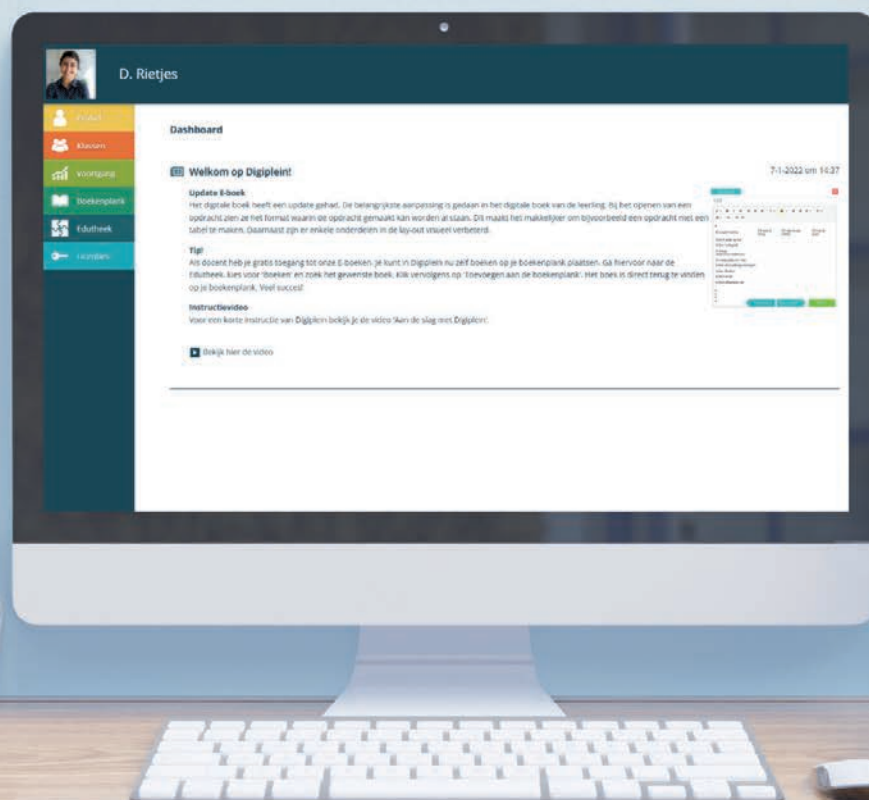 D. Rietjes
Profiel
Klassen
Voortgang
Boekenplank
Edutheek
Licenties
Dashboard
Welkom op Digiplein!
7-1-2022 om 14:37
Update E-boek
Het digitale boek heeft een update gehad. De belangrijkste aanpassing is gedaan in het digitale boek van de leerling. Bij het openen van een
opdracht zien ze het format waarin de opdracht gemaakt kan worden al staan. Dit maakt het makkelijker om bijvoorbeeld een opdracht met een
tabel te maken. Daarnaast zijn er enkele onderdelen in de lay-out visueel verbeterd.
Tip!
Als docent heb je gratis toegang tot onze E-boeken. Je kunt in Digiplein nu zelf boeken op je boekenplank plaatsen. Ga hiervoor naar de
Edutheek, kies voor 'Boeken' en zoek het gewenste boek. Klik vervolgens op 'Toevoegen aan de boekenplank'. Het boek is direct terug te vinden
op je boekenplank. Veel succes!
Instructievideo
Voor een korte instructie van Digiplein bekijk je de video 'Aan de slag met Digiplein'.
Bekijk hier de video